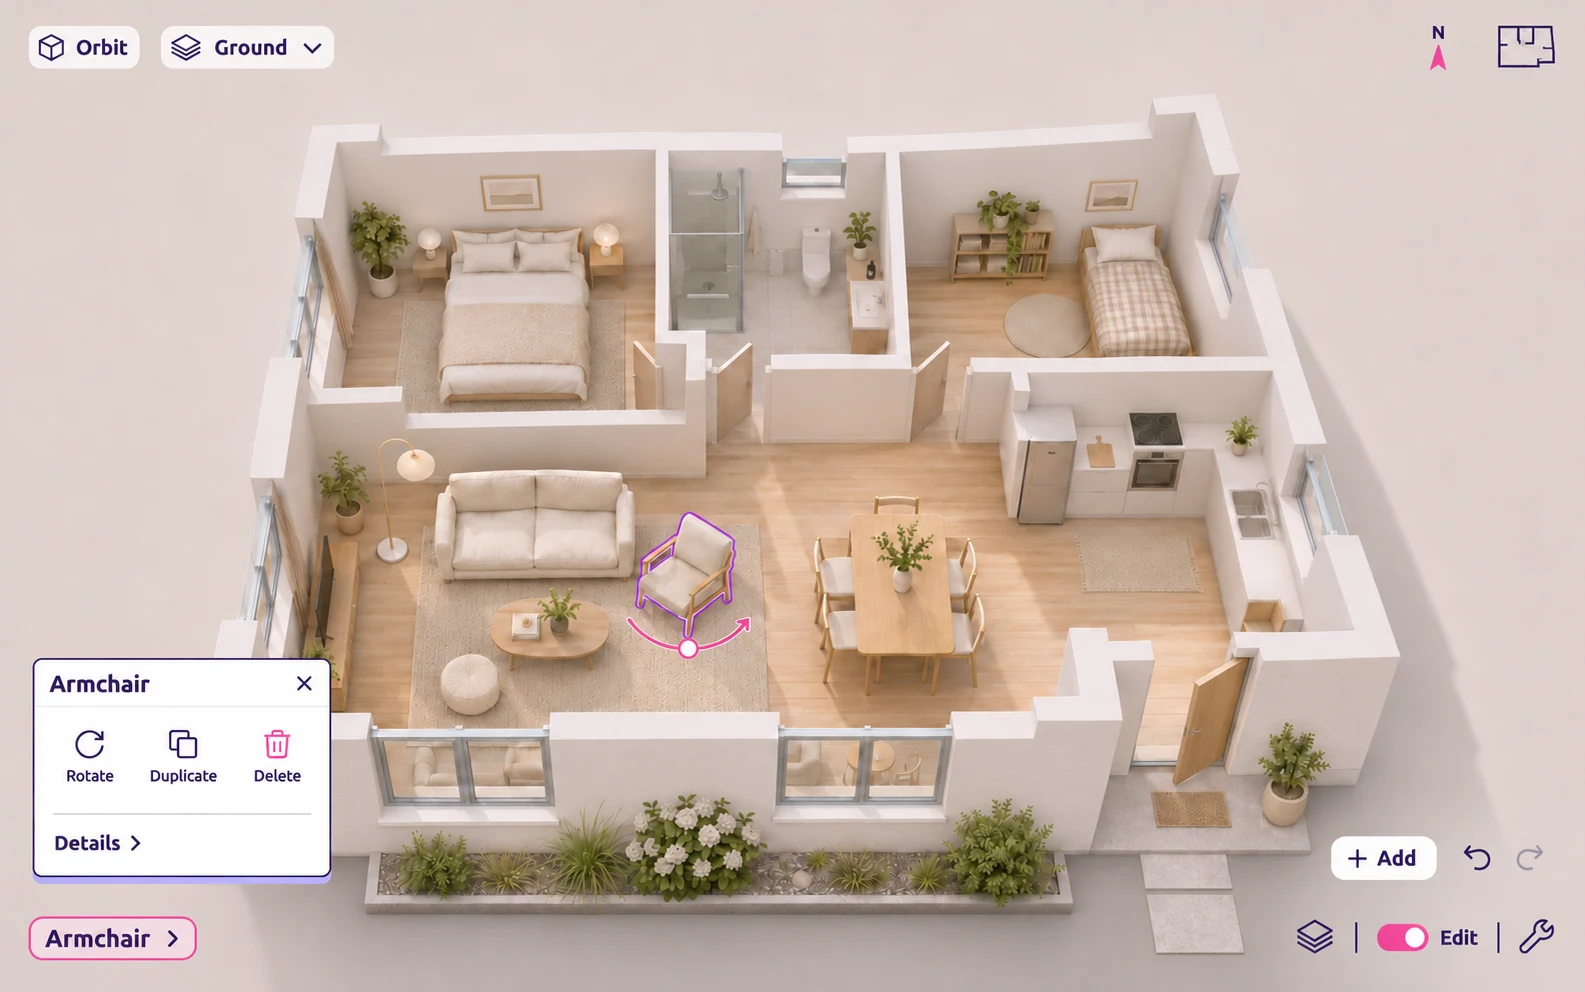 Orbit
Ground
N
Armchair
Rotate
Duplicate
Delete
Details
Add
Armchair
Edit